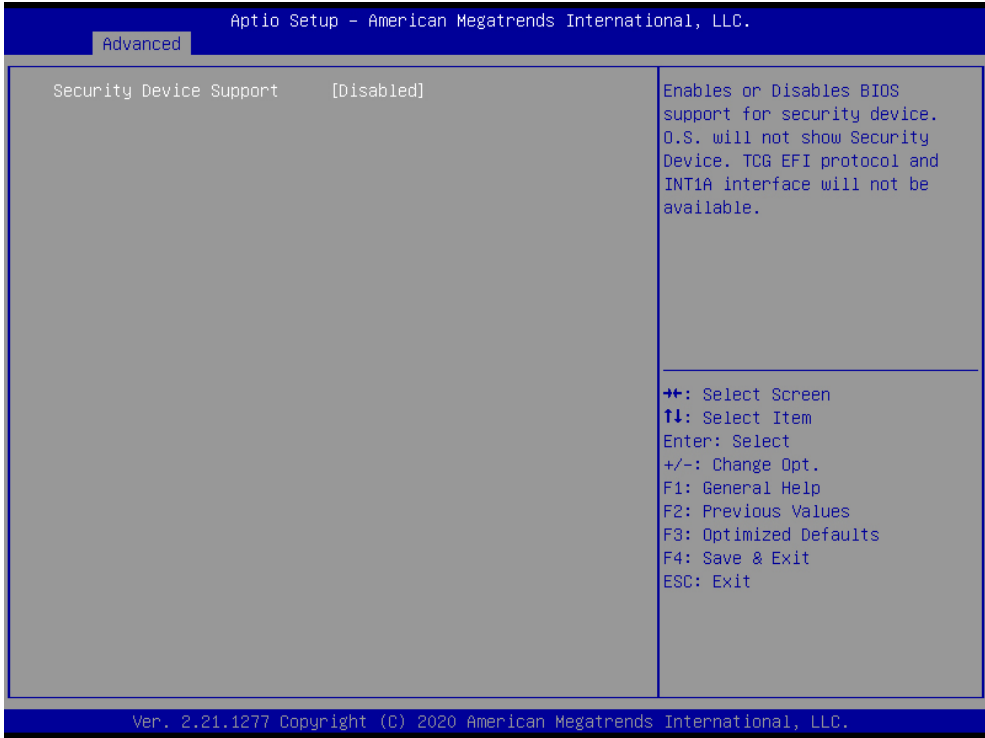 Aptio Setup – American Megatrends International, LLC.
Advanced
Security Device Support [Disabled]
Enables or Disables BIOS
support for security device.
O.S. will not show Security
Device. TCG EFI protocol and
INT1A interface will not be
available.
→←: Select Screen
↑↓: Select Item
Enter: Select
+/-: Change Opt.
F1: General Help
F2: Previous Values
F3: Optimized Defaults
F4: Save & Exit
ESC: Exit
Ver. 2.21.1277 Copyright (C) 2020 American Megatrends International, LLC.